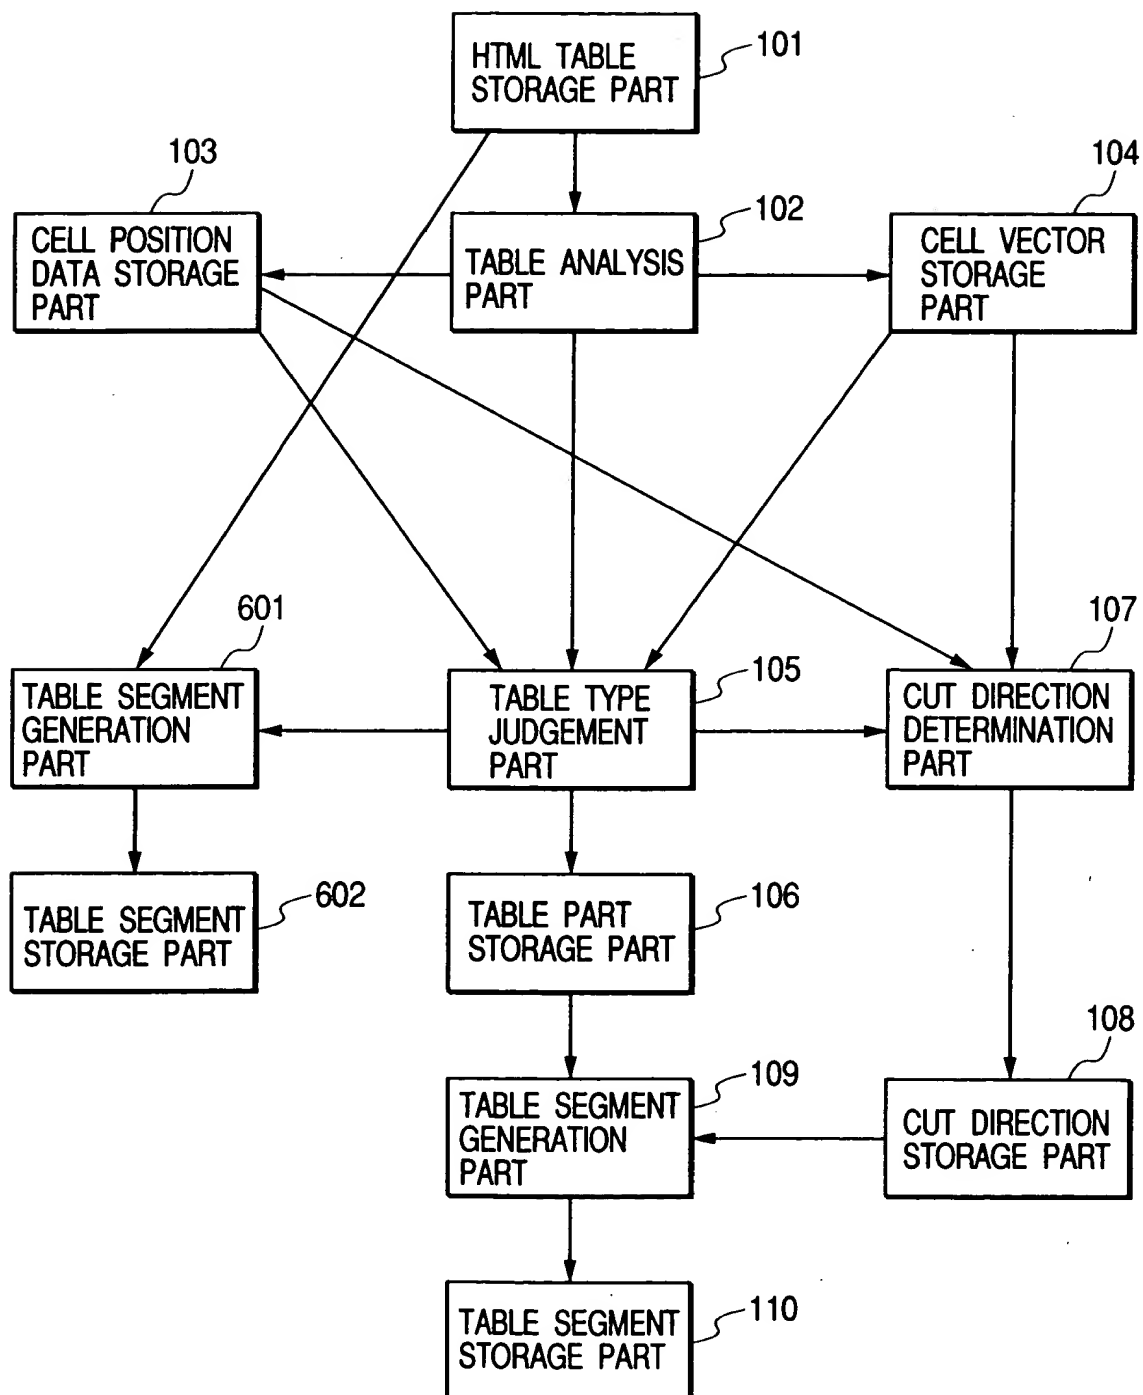 HTML TABLE
STORAGE PART
101
103
CELL POSITION
DATA STORAGE
PART
102
TABLE ANALYSIS
PART
104
CELL VECTOR
STORAGE
PART
601
TABLE SEGMENT
GENERATION
PART
105
TABLE TYPE
JUDGEMENT
PART
107
CUT DIRECTION
DETERMINATION
PART
602
TABLE SEGMENT
STORAGE PART
106
TABLE PART
STORAGE PART
109
TABLE SEGMENT
GENERATION
PART
108
CUT DIRECTION
STORAGE PART
110
TABLE SEGMENT
STORAGE PART